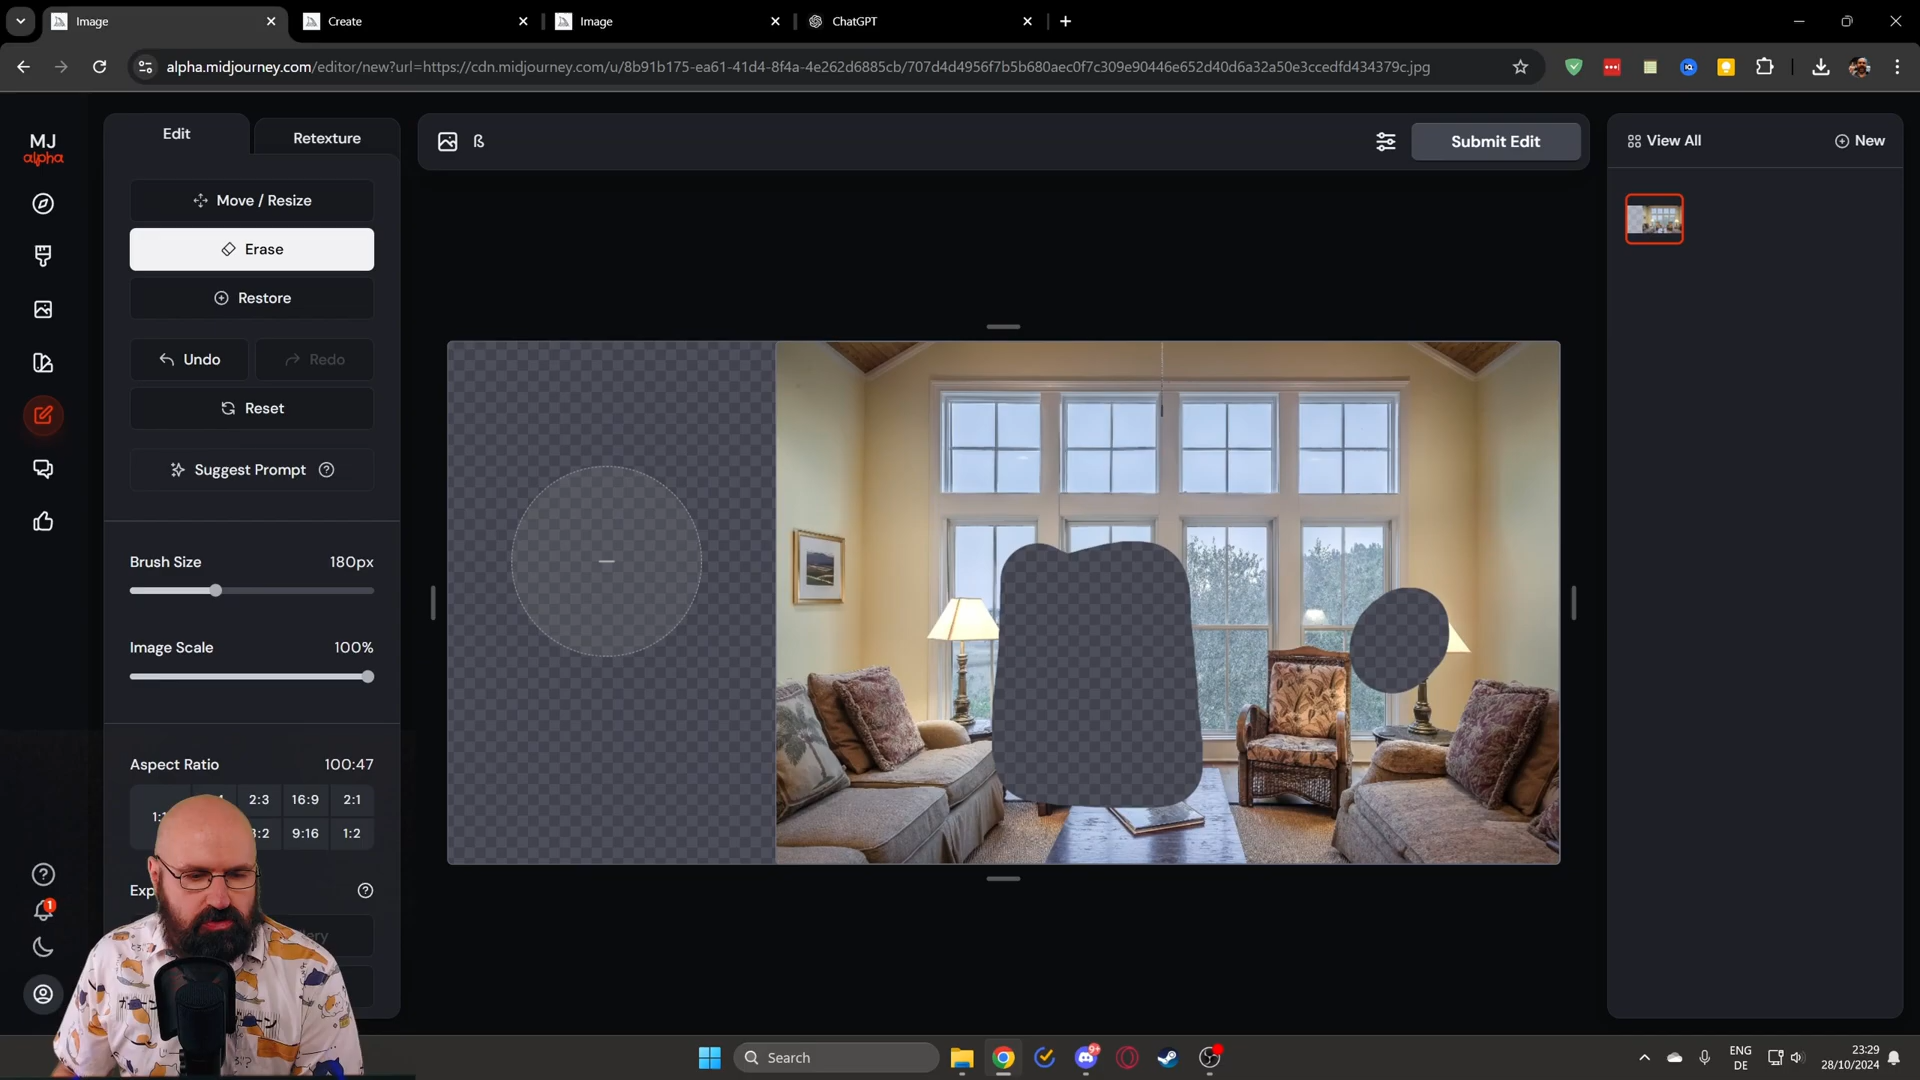 Image
Create
Image
ChatGPT
alpha.midjourney.com/editor/new?url=https://cdn.midjourney.com/u/8b91b175-ea61-41d4-8f4a-4e262d6885cb/707d4d4956f7b5b680aec0f7c309e90446e652d40d6a32a50e3ccedfd434379c.jpg
MJ
alpha
Edit
Retexture
ß
Submit Edit
View All
New
Move / Resize
Erase
Restore
Undo
Redo
Reset
Suggest Prompt
Brush Size
180px
Image Scale
100%
Aspect Ratio
100:47
2:3
16:9
2:1
9:16
1:2
1
Search
9+
ENG
DE
23:29
28/10/2024